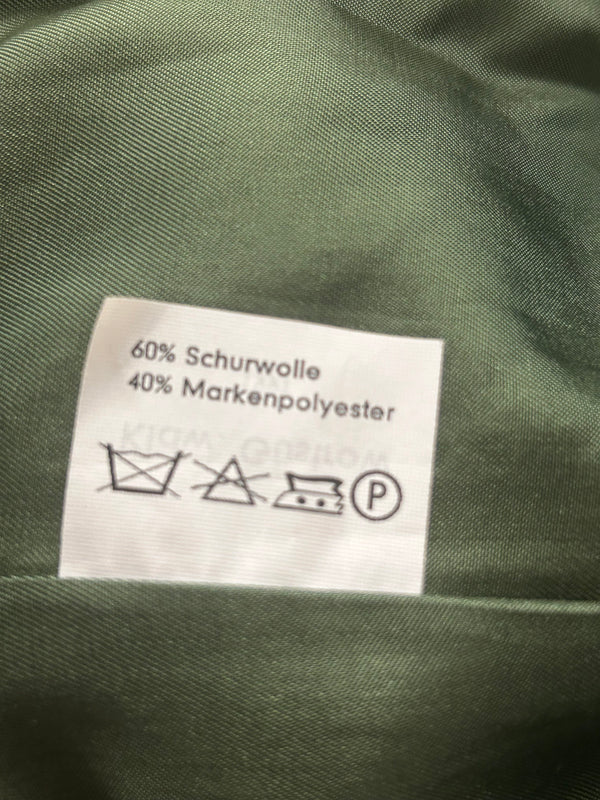 60% Schurwolle
40% Markenpolyester
P